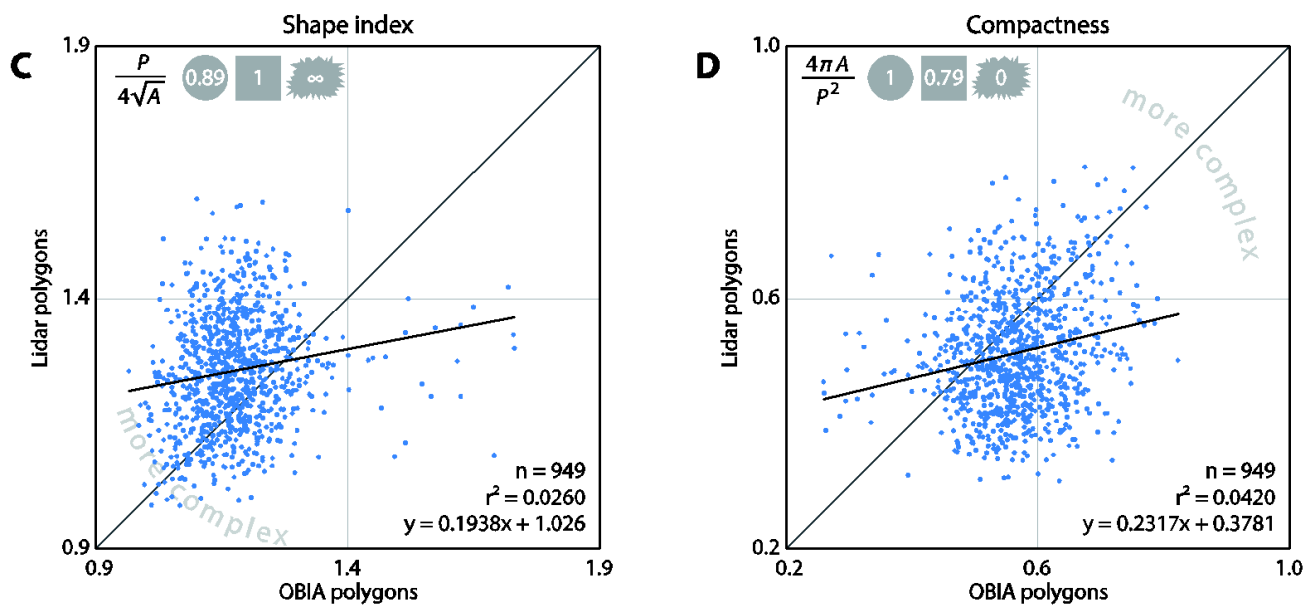 Shape index
C
1.9
P
4√A
0.89
1
∞
Lidar polygons
1.4
more complex
n = 949
r² = 0.0260
y = 0.1938x + 1.026
0.9
0.9
1.4
1.9
OBIA polygons
Compactness
D
1.0
4πA
P²
1
0.79
0
more complex
Lidar polygons
0.6
n = 949
r² = 0.0420
y = 0.2317x + 0.3781
0.2
0.2
0.6
1.0
OBIA polygons